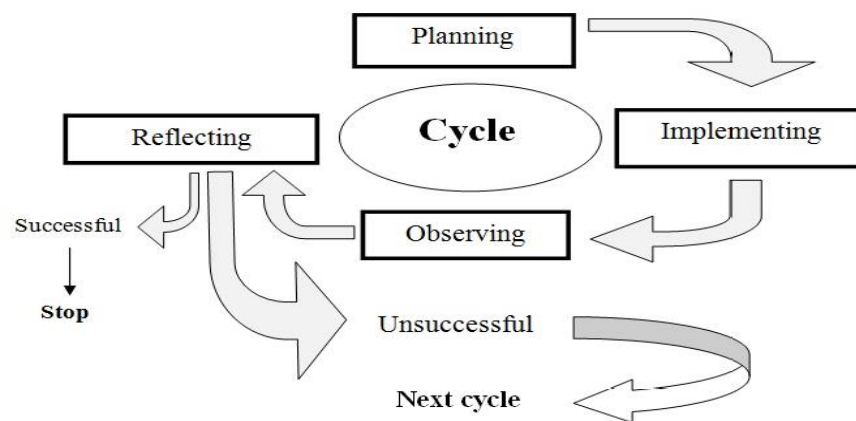 Planning
Cycle
Reflecting
Implementing
Successful
Observing
Stop
Unsuccessful
Next cycle